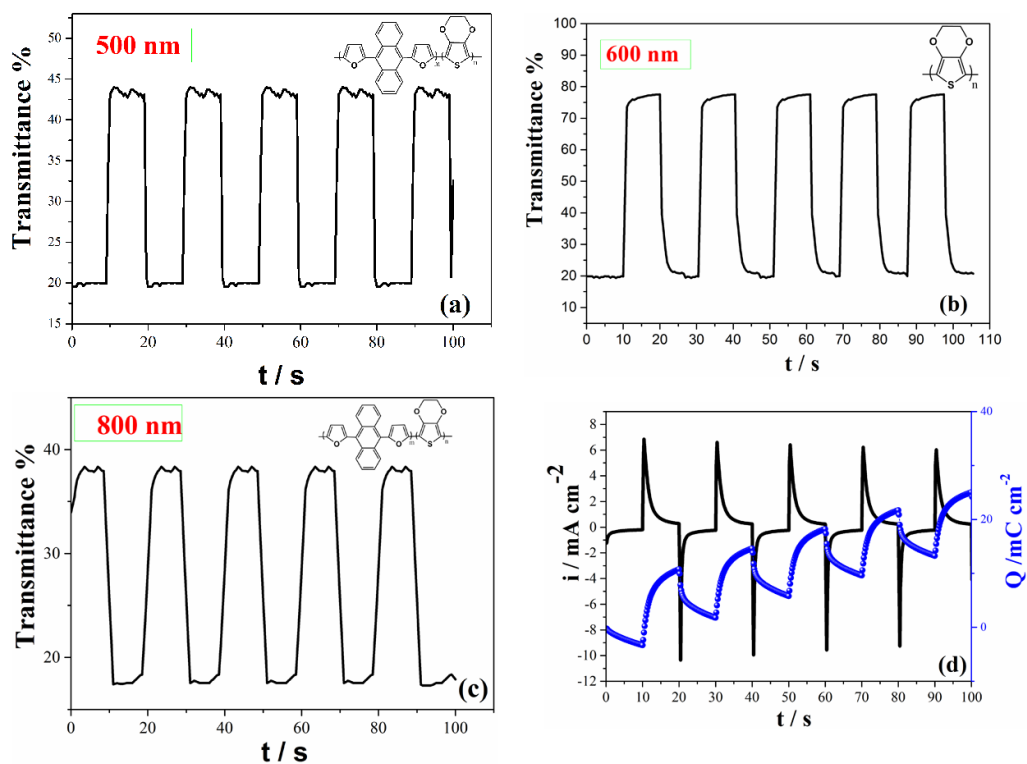 500 nm
O
O
O
O
S
x
n
Transmittance %
50
45
40
35
30
25
20
15
0
20
40
60
80
100
(a)
t / s
600 nm
O
O
S
n
Transmittance %
100
90
80
70
60
50
40
30
20
10
0
10
20
30
40
50
60
70
80
90
100
110
(b)
t / s
800 nm
O
O
O
O
S
m
n
Transmittance %
38
28
18
0
20
40
60
80
100
(c)
t / s
i / mA cm-2
8
6
4
2
0
-2
-4
-6
-8
-10
-12
0
10
20
30
40
50
60
70
80
90
100
40
20
0
Q /mC cm-2
(d)
t / s